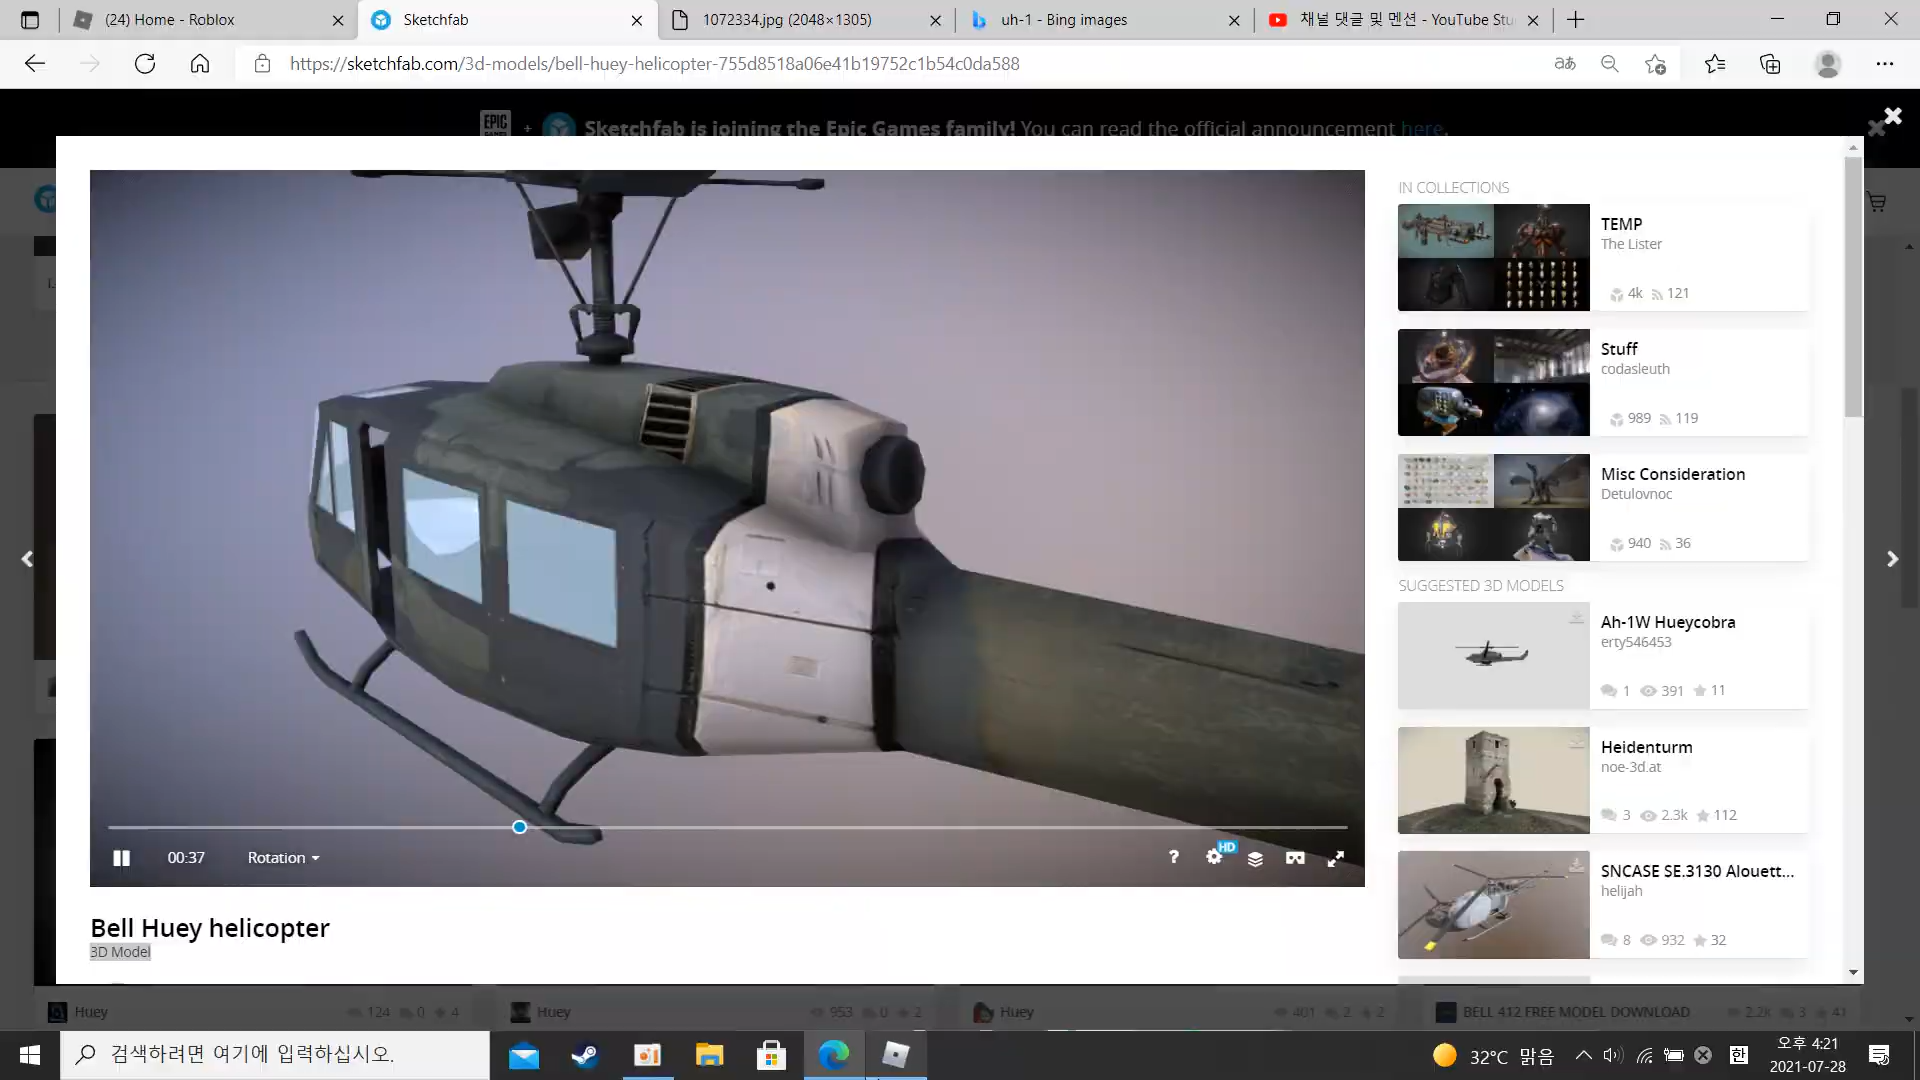 (24) Home - Roblox
Sketchfab
1072334.jpg (2048×1305)
uh-1 - Bing images
채널 댓글 및 멘션 - YouTube Stu
https://sketchfab.com/3d-models/bell-huey-helicopter-755d8518a06e41b19752c1b54c0da588
EPIC
GAMES
+
Sketchfab is joining the Epic Games family! You can read the official announcement here.
IN COLLECTIONS
TEMP
The Lister
4k 121
Stuff
codasleuth
989 119
Misc Consideration
Detulovnoc
940 36
SUGGESTED 3D MODELS
Ah-1W Hueycobra
erty546453
1 391 11
Heidenturm
noe-3d.at
3 2.3k 112
SNCASE SE.3130 Alouett...
helijah
8 932 32
00:37
Rotation
?
HD
Bell Huey helicopter
3D Model
Huey 124 0 4
Huey 953 0 2
Huey 401 2 2
BELL 412 FREE MODEL DOWNLOAD 2.2k 3 41
검색하려면 여기에 입력하십시오.
32°C 맑음
한
오후 4:21
2021-07-28